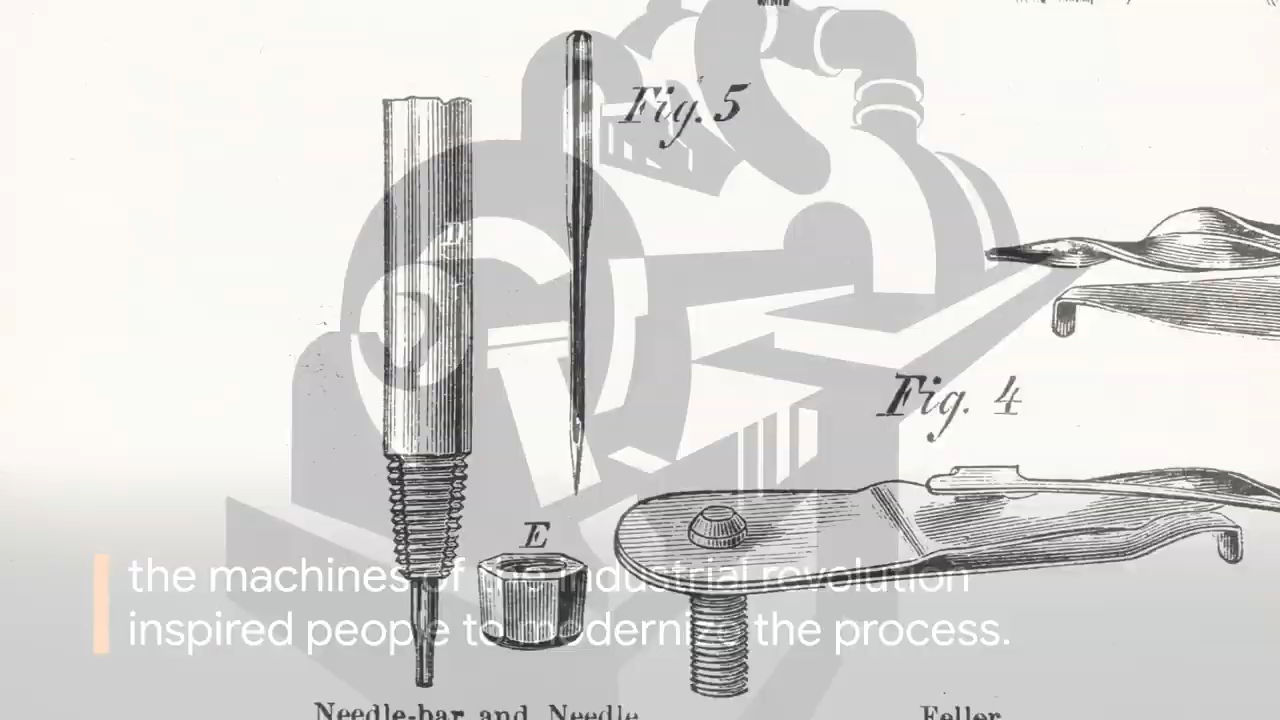 Fig. 5
Fig. 4
E
the machines of the industrial revolution
inspired people to modernize the process.
Needle-bar and Needle
Feller